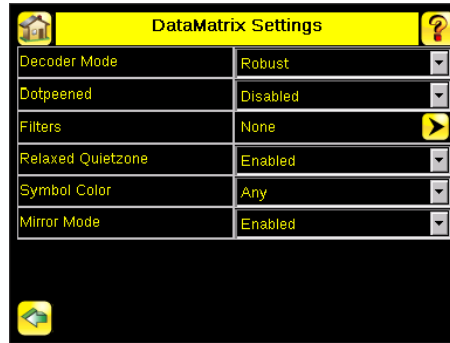 DataMatrix Settings
Decoder Mode Robust
Dotpeened Disabled
Filters None
Relaxed Quietzone Enabled
Symbol Color Any
Mirror Mode Enabled